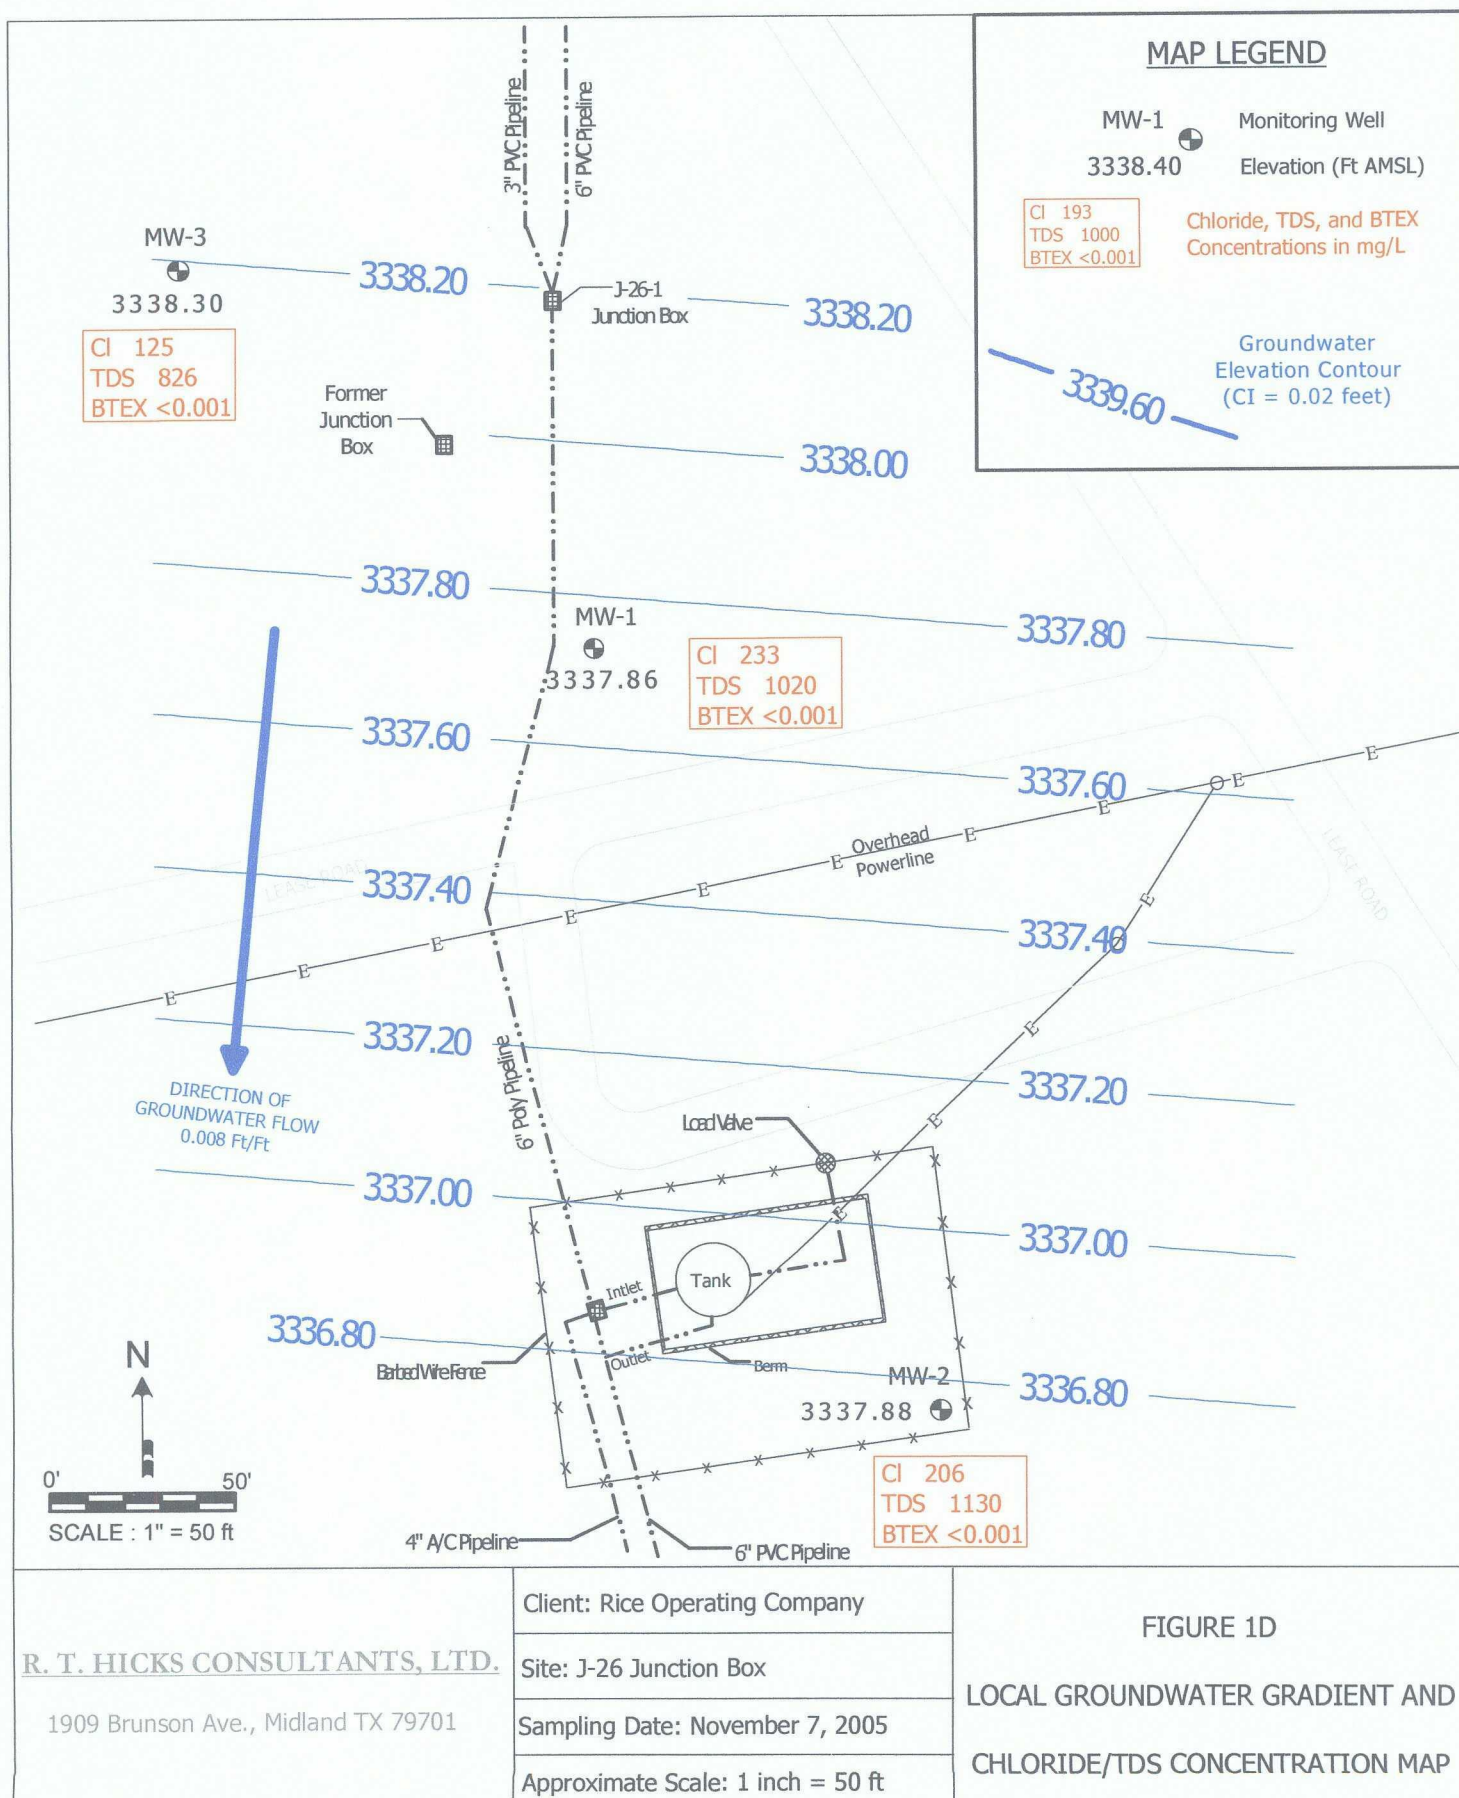 MAP LEGEND
MW-1
Monitoring Well
3338.40
Elevation (Ft AMSL)
Cl 193
TDS 1000
BTEX <0.001
Chloride, TDS, and BTEX
Concentrations in mg/L
Groundwater
Elevation Contour
(CI = 0.02 feet)
3339.60
3" PVC Pipeline
6" PVC Pipeline
MW-3
3338.30
Cl 125
TDS 826
BTEX <0.001
3338.20
J-26-1
Junction Box
3338.20
Former
Junction
Box
3338.00
3337.80
3337.80
MW-1
3337.86
Cl 233
TDS 1020
BTEX <0.001
3337.60
3337.60
E
E
Overhead
Powerline
E
E
E
E
E
E
E
LEASE ROAD
LEASE ROAD
3337.40
3337.40
E
E
E
E
3337.20
3337.20
DIRECTION OF
GROUNDWATER FLOW
0.008 Ft/Ft
6" Poly Pipeline
Load Valve
3337.00
3337.00
Intlet
Tank
Outlet
Berm
Barbed Wire Fence
3336.80
3336.80
MW-2
3337.88
Cl 206
TDS 1130
BTEX <0.001
N
0' 50'
SCALE : 1" = 50 ft
4" A/C Pipeline
6" PVC Pipeline
R. T. HICKS CONSULTANTS, LTD.
1909 Brunson Ave., Midland TX 79701
Client: Rice Operating Company
Site: J-26 Junction Box
Sampling Date: November 7, 2005
Approximate Scale: 1 inch = 50 ft
FIGURE 1D
LOCAL GROUNDWATER GRADIENT AND
CHLORIDE/TDS CONCENTRATION MAP